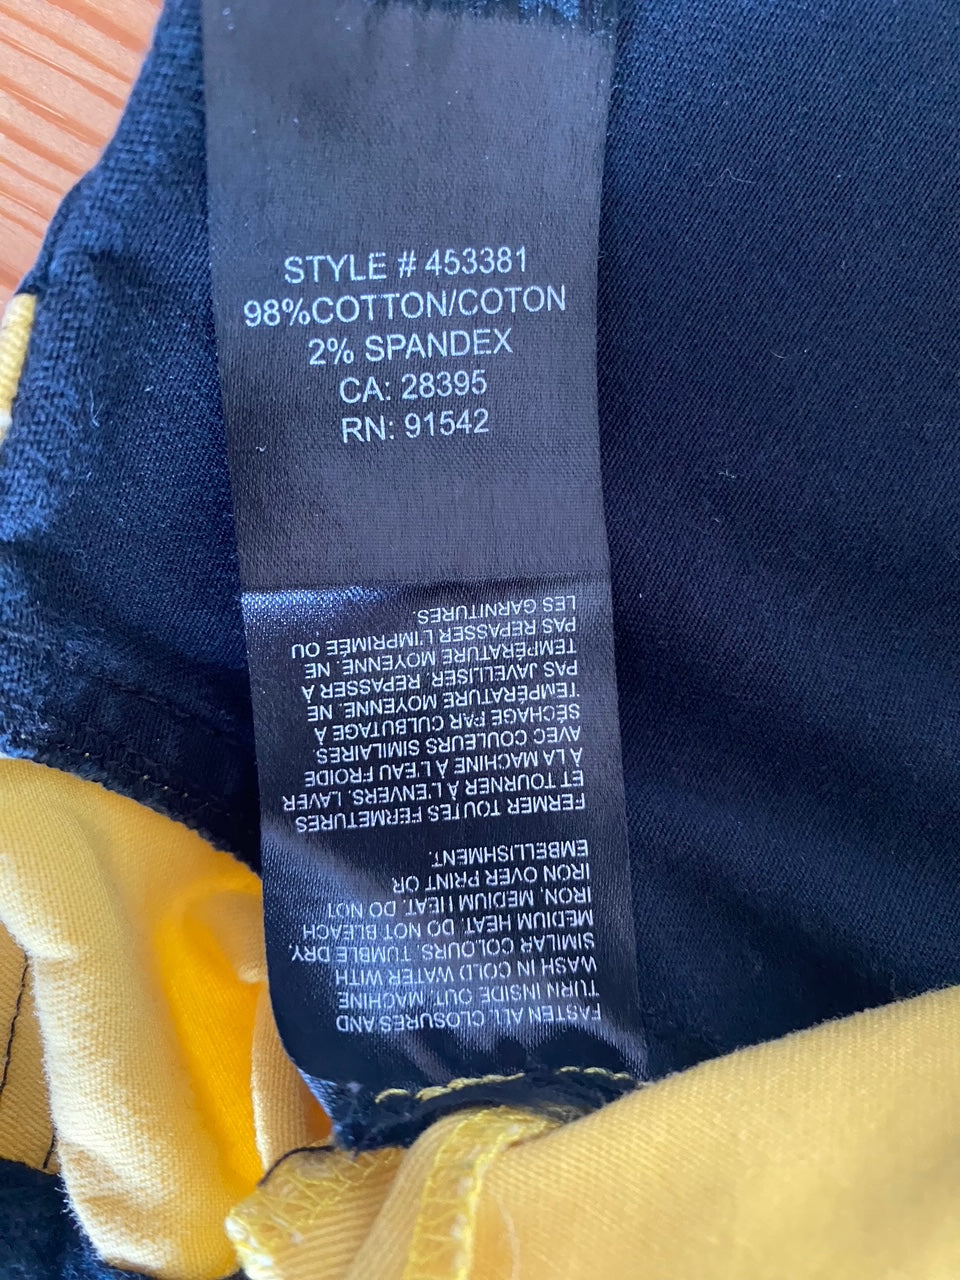 STYLE # 453381
98%COTTON/COTON
2% SPANDEX
CA: 28395
RN: 91542
FASTEN ALL CLOSURES AND
TURN INSIDE OUT. MACHINE
WASH IN COLD WATER WITH
SIMILAR COLOURS. TUMBLE DRY,
MEDIUM HEAT. DO NOT BLEACH
IRON, MEDIUM HEAT. DO NOT
IRON OVER PRINT OR
EMBELLISHMENT.
FERMER TOUTES FERMETURES
ET TOURNER À L'ENVERS. LAVER
À LA MACHINE À L'EAU FROIDE
AVEC COULEURS SIMILAIRES.
SÉCHAGE PAR CULBUTAGE À
TEMPÉRATURE MOYENNE. NE
PAS JAVELLISER. REPASSER À
TEMPÉRATURE MOYENNE. NE
PAS REPASSER L'IMPRIMÉE OU
LES GARNITURES.